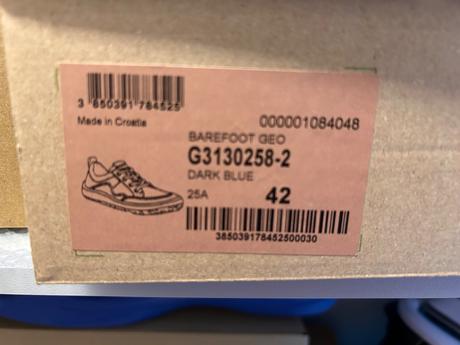 3 850391 784525
Made in Croatia
000001084048
BAREFOOT GEO
G3130258-2
DARK BLUE
25A
42
385039178452500030